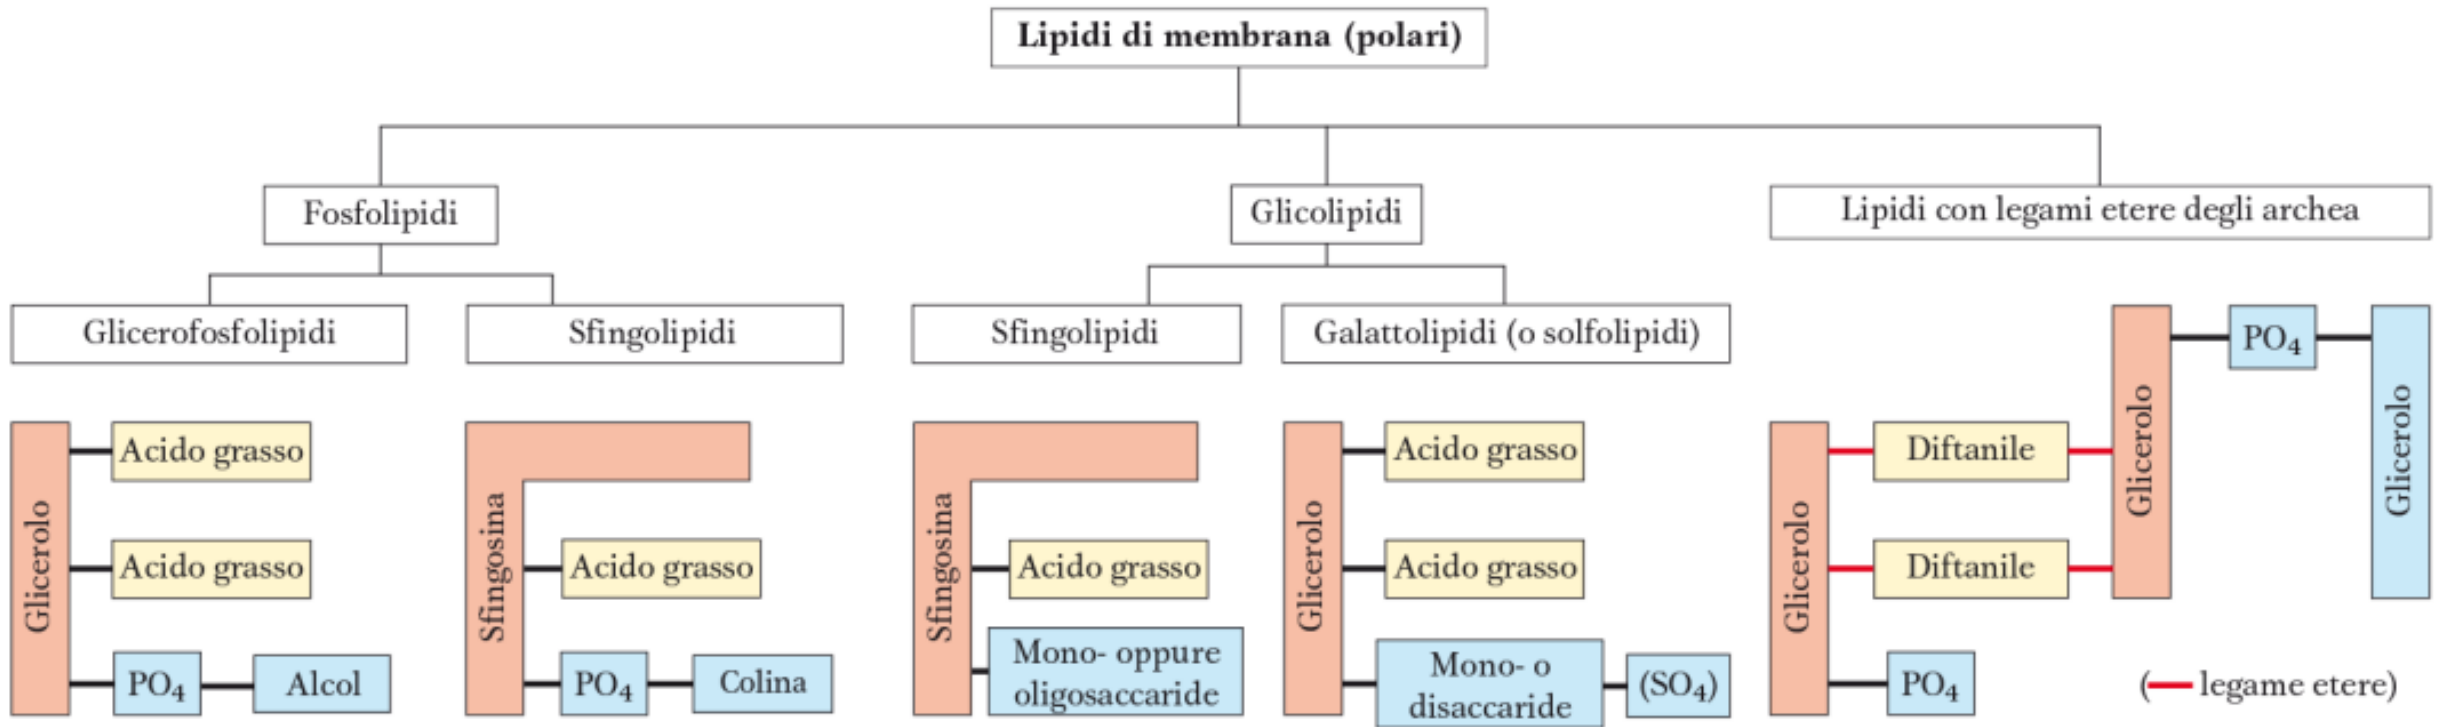 Lipidi di membrana (polari)
Fosfolipidi
Glicolipidi
Lipidi con legami etere degli archea
Glicerofosfolipidi
Sfingolipidi
Sfingolipidi
Galattolipidi (o solfolipidi)
Glicerolo
Acido grasso
Acido grasso
PO4
Alcol
Sfingosina
Acido grasso
PO4
Colina
Sfingosina
Acido grasso
Mono- oppure
oligosaccaride
Glicerolo
Acido grasso
Acido grasso
Mono- o
disaccaride
(SO4)
Glicerolo
Diftanile
Diftanile
PO4
Glicerolo
PO4
Glicerolo
( legame etere)